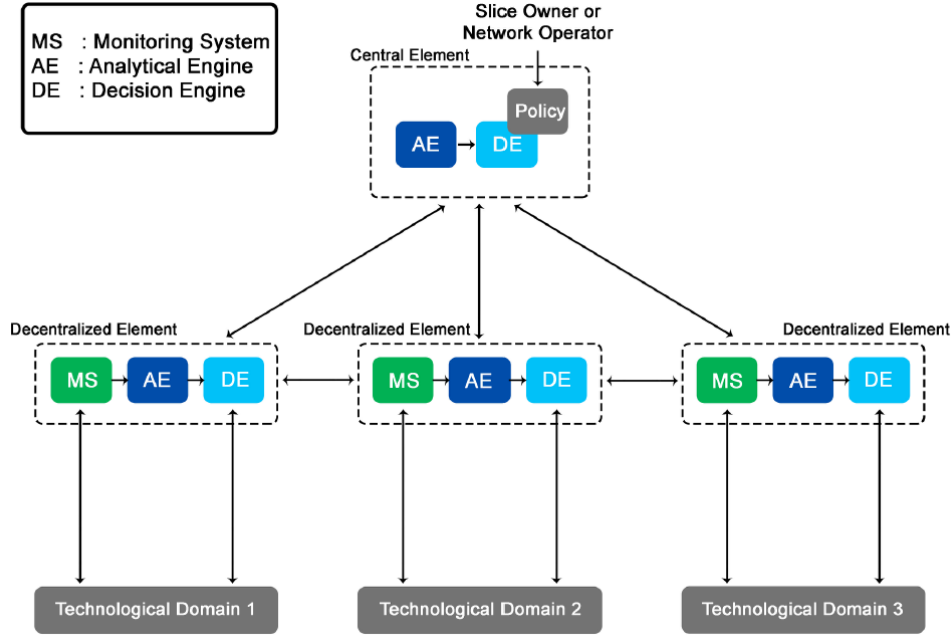 MS : Monitoring System
AE : Analytical Engine
DE : Decision Engine
Slice Owner or
Network Operator
Central Element
Policy
AE
DE
Decentralized Element
Decentralized Element
Decentralized Element
MS
AE
DE
MS
AE
DE
MS
AE
DE
Technological Domain 1
Technological Domain 2
Technological Domain 3